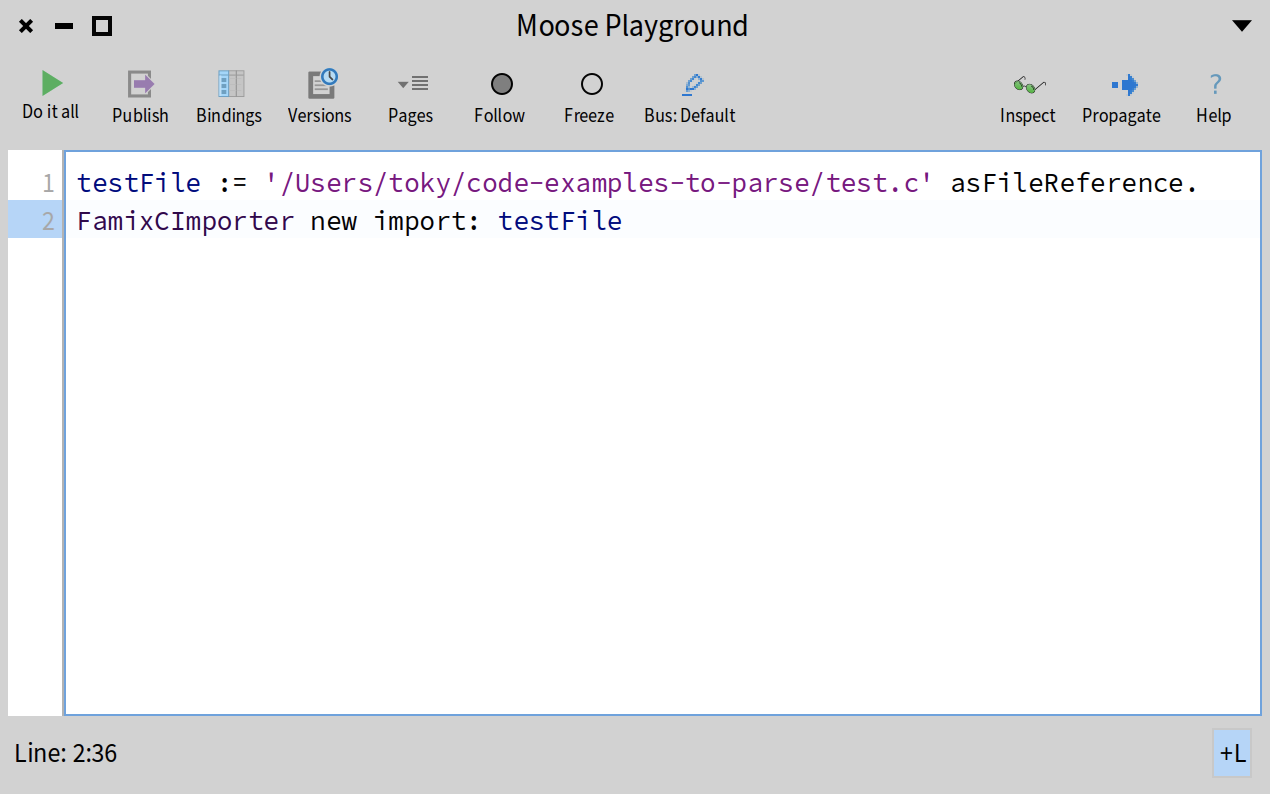 Moose Playground
Do it all Publish Bindings Versions Pages Follow Freeze Bus: Default Inspect Propagate ? Help
1 testFile := '/Users/toky/code-examples-to-parse/test.c' asFileReference.
2 FamixCImporter new import: testFile
Line: 2:36 +L